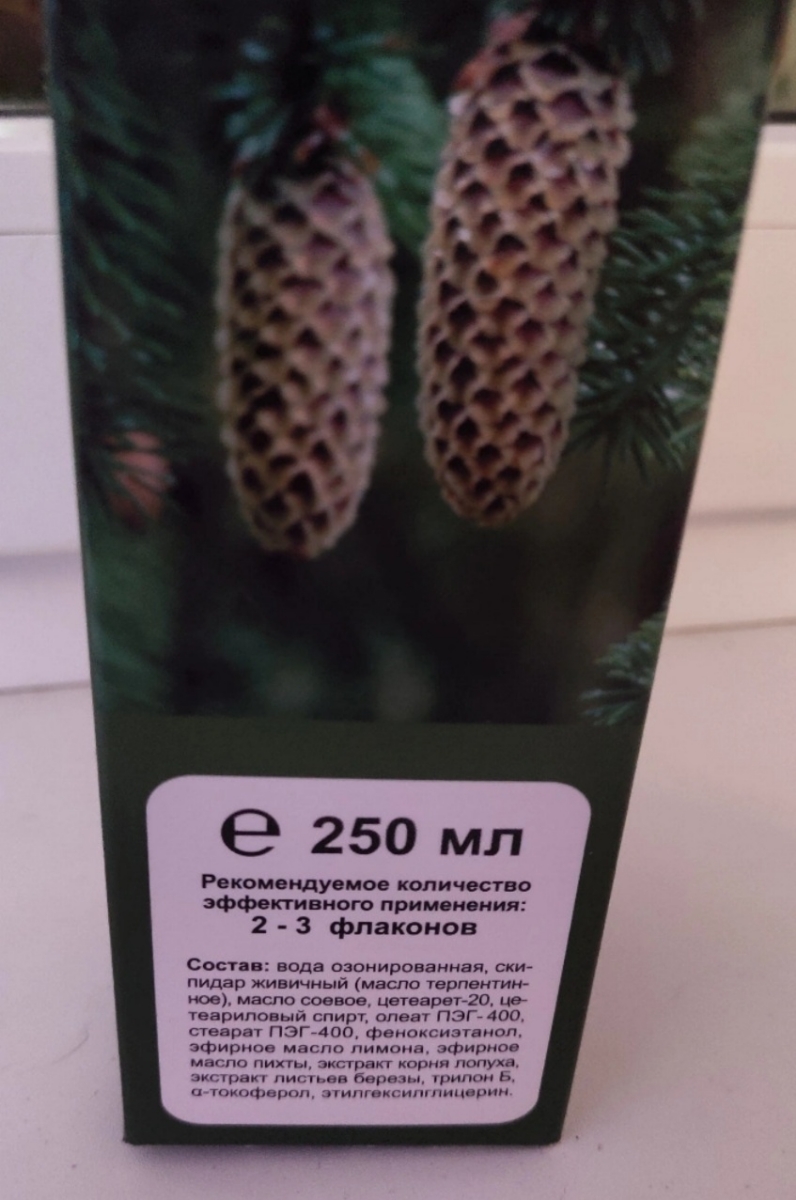 ℮ 250 мл
Рекомендуемое количество
эффективного применения:
2 - 3 флаконов
Состав: вода озонированная, ски-
пидар живичный (масло терпентин-
ное), масло соевое, цетеарет-20, це-
теариловый спирт, олеат ПЭГ-400,
стеарат ПЭГ-400, феноксиэтанол,
эфирное масло лимона, эфирное
масло пихты, экстракт корня лопуха,
экстракт листьев березы, трилон Б,
α-токоферол, этилгексилглицерин.